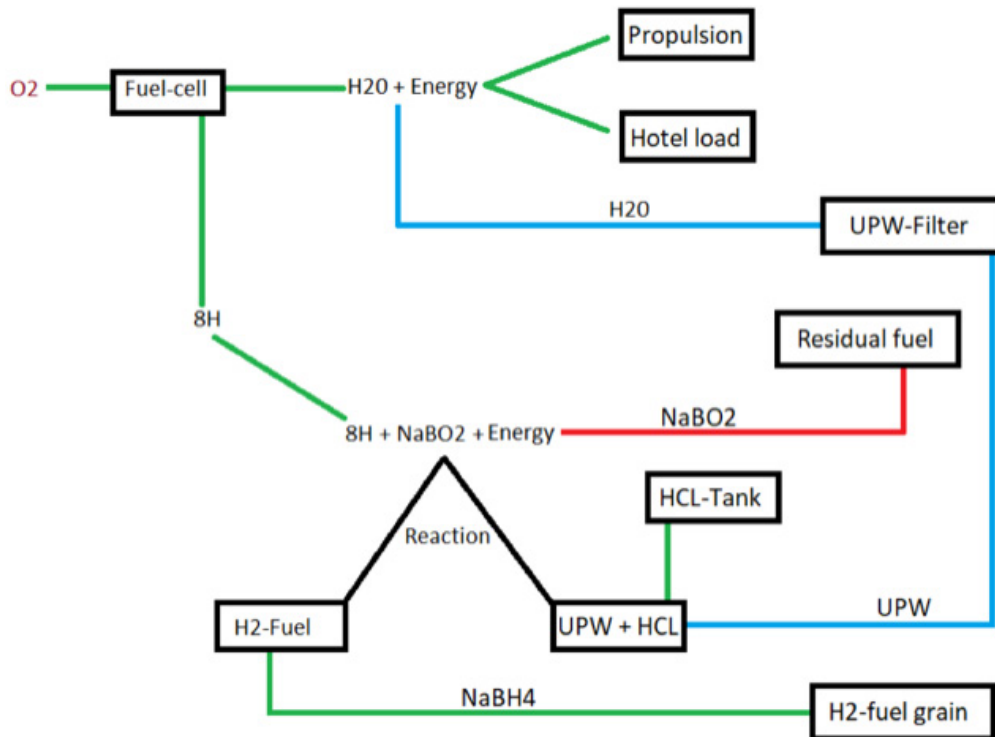 Propulsion
O2
Fuel-cell
H20 + Energy
Hotel load
H20
UPW-Filter
8H
Residual fuel
8H + NaBO2 + Energy
NaBO2
HCL-Tank
Reaction
H2-Fuel
UPW + HCL
UPW
NaBH4
H2-fuel grain